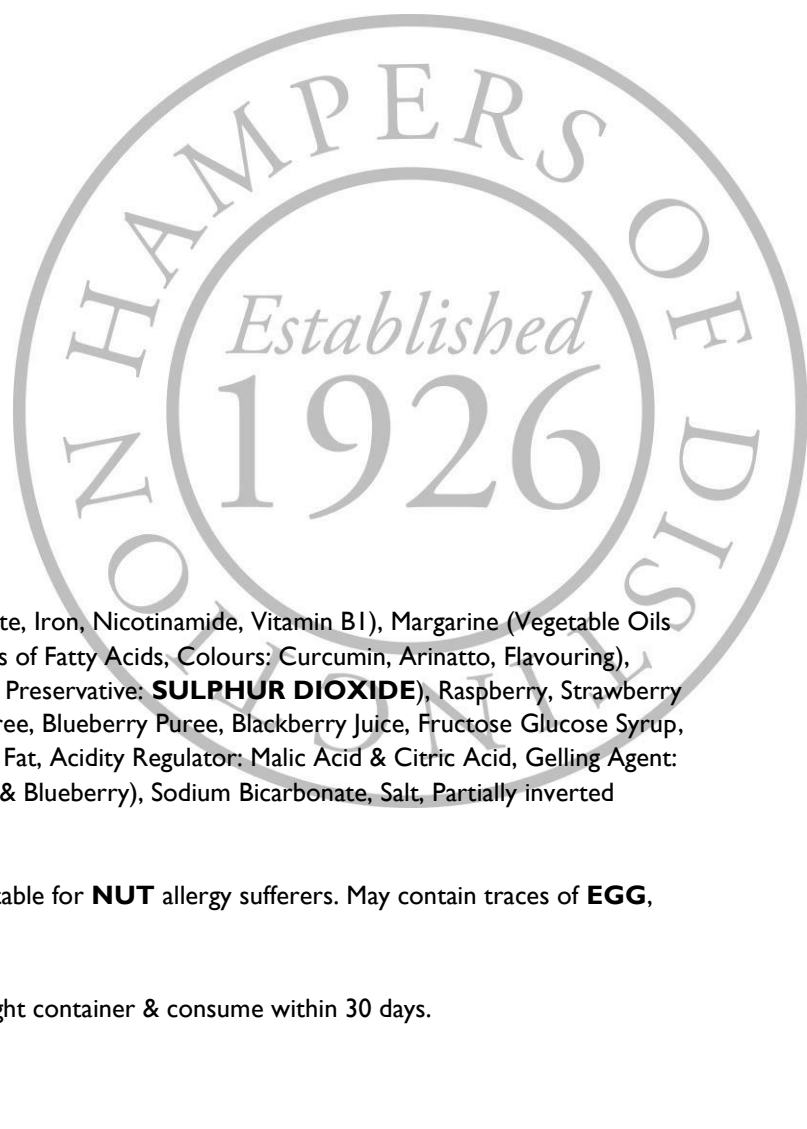 HAMPERS OF DISTINCTION
Established
1926
te, Iron, Nicotinamide, Vitamin B1), Margarine (Vegetable Oils
s of Fatty Acids, Colours: Curcumin, Arinatto, Flavouring),
Preservative: SULPHUR DIOXIDE), Raspberry, Strawberry
ree, Blueberry Puree, Blackberry Juice, Fructose Glucose Syrup,
Fat, Acidity Regulator: Malic Acid & Citric Acid, Gelling Agent:
& Blueberry), Sodium Bicarbonate, Salt, Partially inverted
table for NUT allergy sufferers. May contain traces of EGG,
ght container & consume within 30 days.